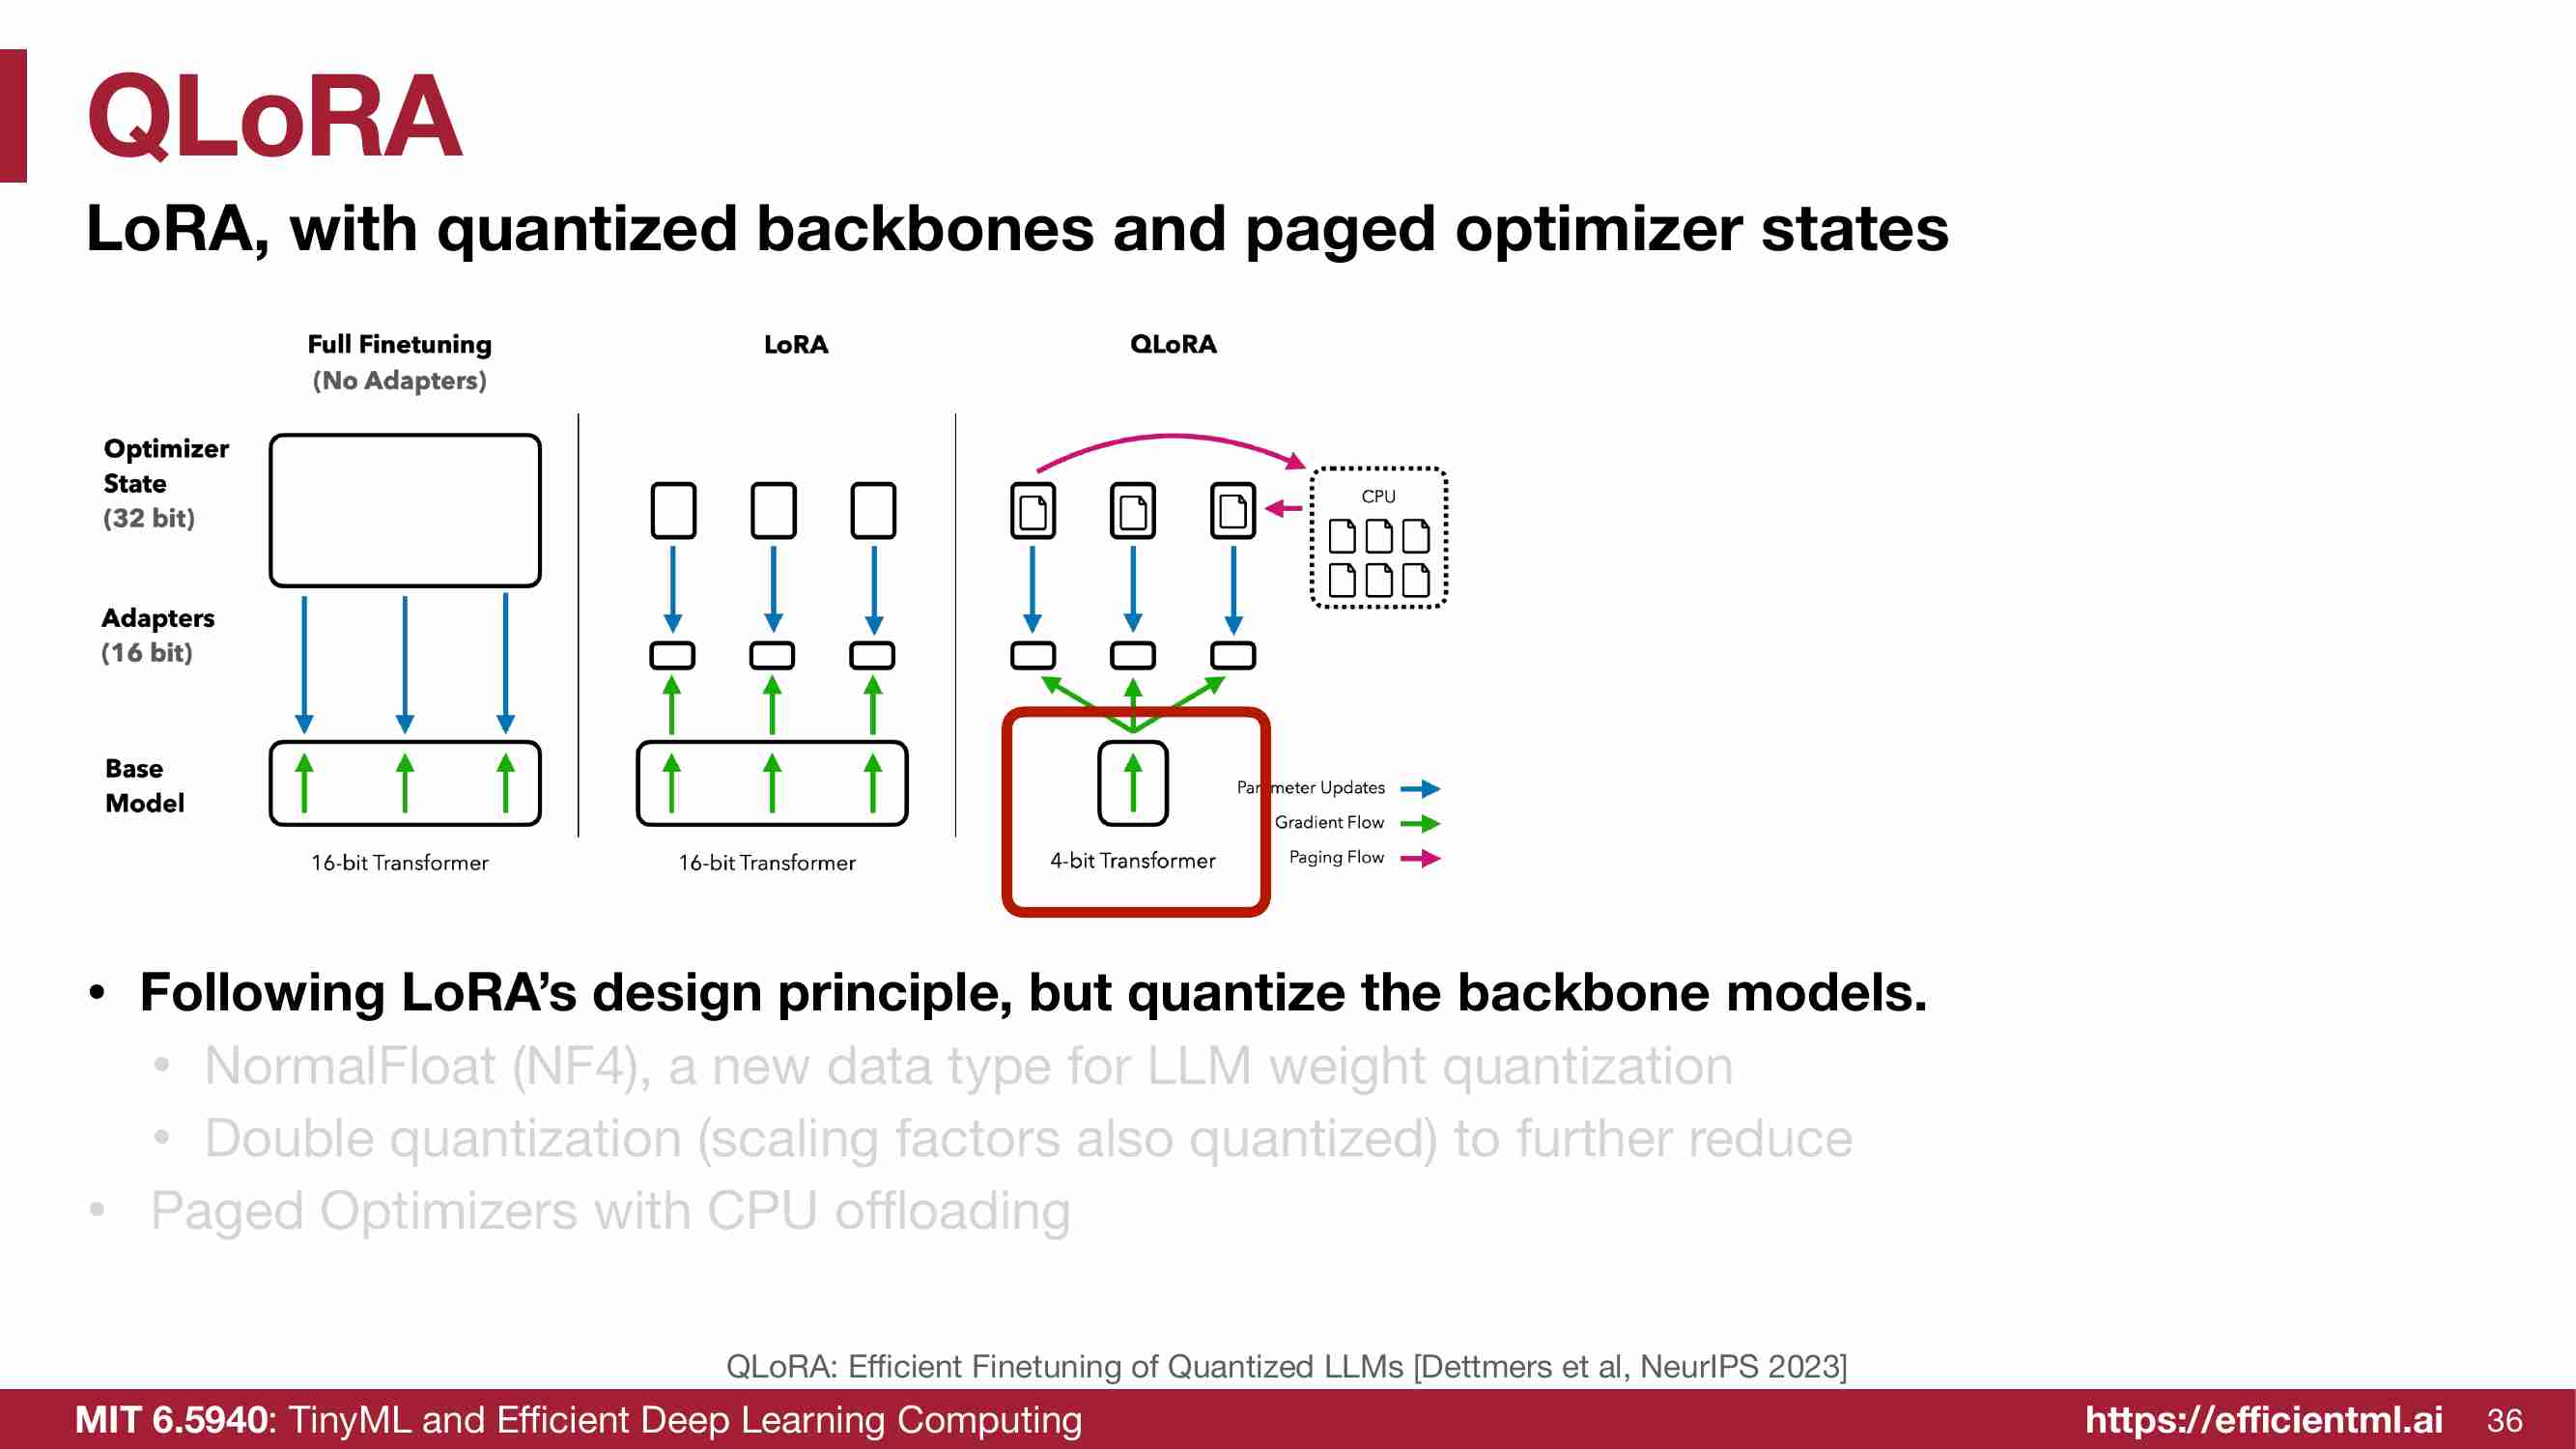 QLoRA
LoRA, with quantized backbones and paged optimizer states
Full Finetuning
(No Adapters)
LoRA
QLoRA
Optimizer
State
(32 bit)
CPU
Adapters
(16 bit)
Base
Model
Parameter Updates
Gradient Flow
Paging Flow
16-bit Transformer
16-bit Transformer
4-bit Transformer
• Following LoRA’s design principle, but quantize the backbone models.
• NormalFloat (NF4), a new data type for LLM weight quantization
• Double quantization (scaling factors also quantized) to further reduce
• Paged Optimizers with CPU offloading
QLoRA: Efficient Finetuning of Quantized LLMs [Dettmers et al, NeurIPS 2023]
MIT 6.5940: TinyML and Efficient Deep Learning Computing
https://efficientml.ai
36